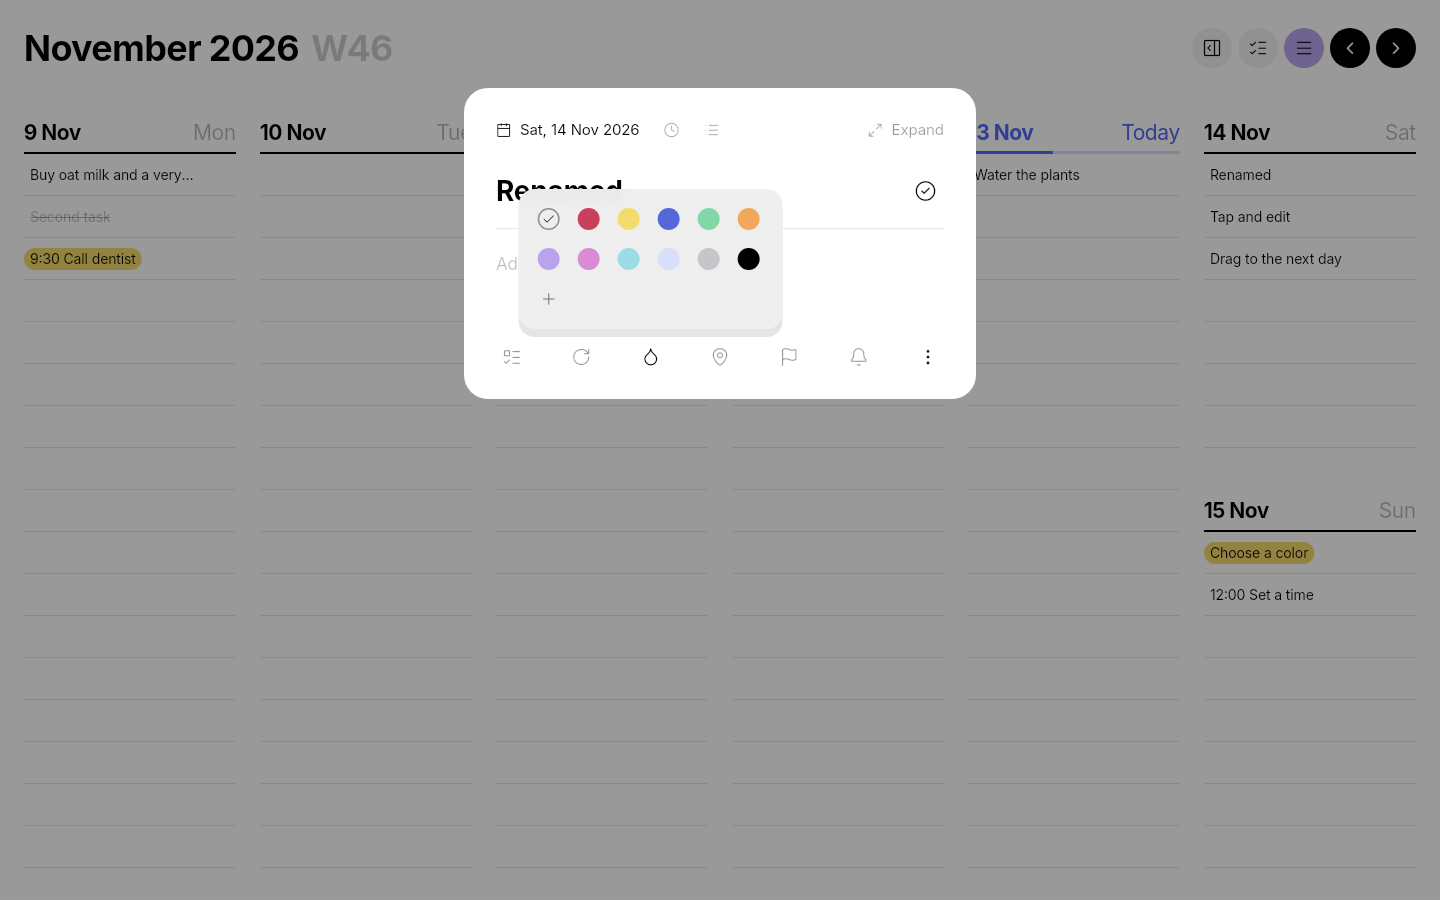 November 2026 W46
9 Nov Mon
Buy oat milk and a very...
Second task
9:30 Call dentist
10 Nov
Sat, 14 Nov 2026
Expand
Renamed
3 Nov Today
Water the plants
14 Nov Sat
Renamed
Tap and edit
Drag to the next day
15 Nov Sun
Choose a color
12:00 Set a time